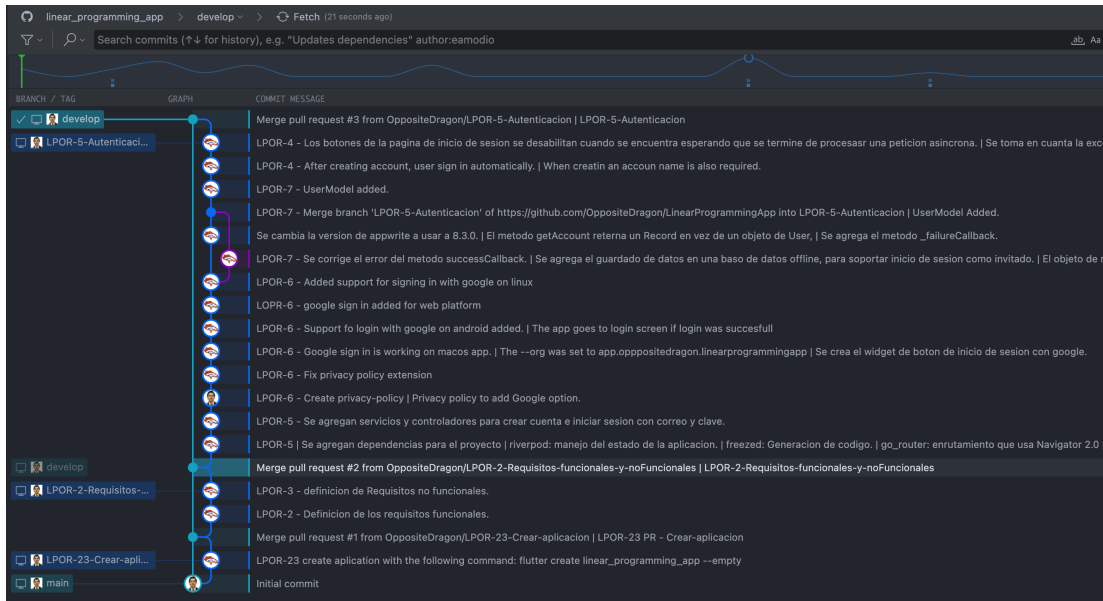 linear_programming_app > develop > Fetch (21 seconds ago)
Search commits (↑↓ for history), e.g. "Updates dependencies" author:eamodio ab, Aa
BRANCH / TAG GRAPH COMMIT MESSAGE
develop Merge pull request #3 from OppositeDragon/LPOR-5-Autenticacion | LPOR-5-Autenticacion
LPOR-5-Autenticaci... LPOR-4 - Los botones de la pagina de inicio de sesion se desabilitan cuando se encuentra esperando que se termine de procesasr una peticion asincrona. | Se toma en cuanta la exc
LPOR-4 - After creating account, user sign in automatically. | When creatin an accoun name is also required.
LPOR-7 - UserModel added.
LPOR-7 - Merge branch 'LPOR-5-Autenticacion' of https://github.com/OppositeDragon/LinearProgrammingApp into LPOR-5-Autenticacion | UserModel Added.
Se cambia la version de appwrite a usar a 8.3.0. | El metodo getAccount reterna un Record en vez de un objeto de User, | Se agrega el metodo _failureCallback.
LPOR-7 - Se corrige el error del metodo successCallback. | Se agrega el guardado de datos en una base de datos offline, para soportar inicio de sesion como invitado. | El objeto de r
LPOR-6 - Added support for signing in with google on linux
LOPR-6 - google sign in added for web platform
LPOR-6 - Support fo login with google on android added. | The app goes to login screen if login was succesfull
LPOR-6 - Google sign in is working on macos app. | The --org was set to app.opppositedragon.linearprogrammingapp | Se crea el widget de boton de inicio de sesion con google.
LPOR-6 - Fix privacy policy extension
LPOR-6 - Create privacy-policy | Privacy policy to add Google option.
LPOR-5 - Se agregan servicios y controladores para crear cuenta e iniciar sesion con correo y clave.
LPOR-5 | Se agregan dependencias para el proyecto | riverpod: manejo del estado de la aplicacion. | freezed: Generacion de codigo. | go_router: enrutamiento que usa Navigator 2.0
develop Merge pull request #2 from OppositeDragon/LPOR-2-Requisitos-funcionales-y-noFuncionales | LPOR-2-Requisitos-funcionales-y-noFuncionales
LPOR-2-Requisitos-... LPOR-3 - definicion de Requisitos no funcionales.
LPOR-2 - Definicion de los requisitos funcionales.
Merge pull request #1 from OppositeDragon/LPOR-23-Crear-aplicacion | LPOR-23 PR - Crear-aplicacion
LPOR-23-Crear-apli... LPOR-23 create aplication with the following command: flutter create linear_programming_app --empty
main Initial commit